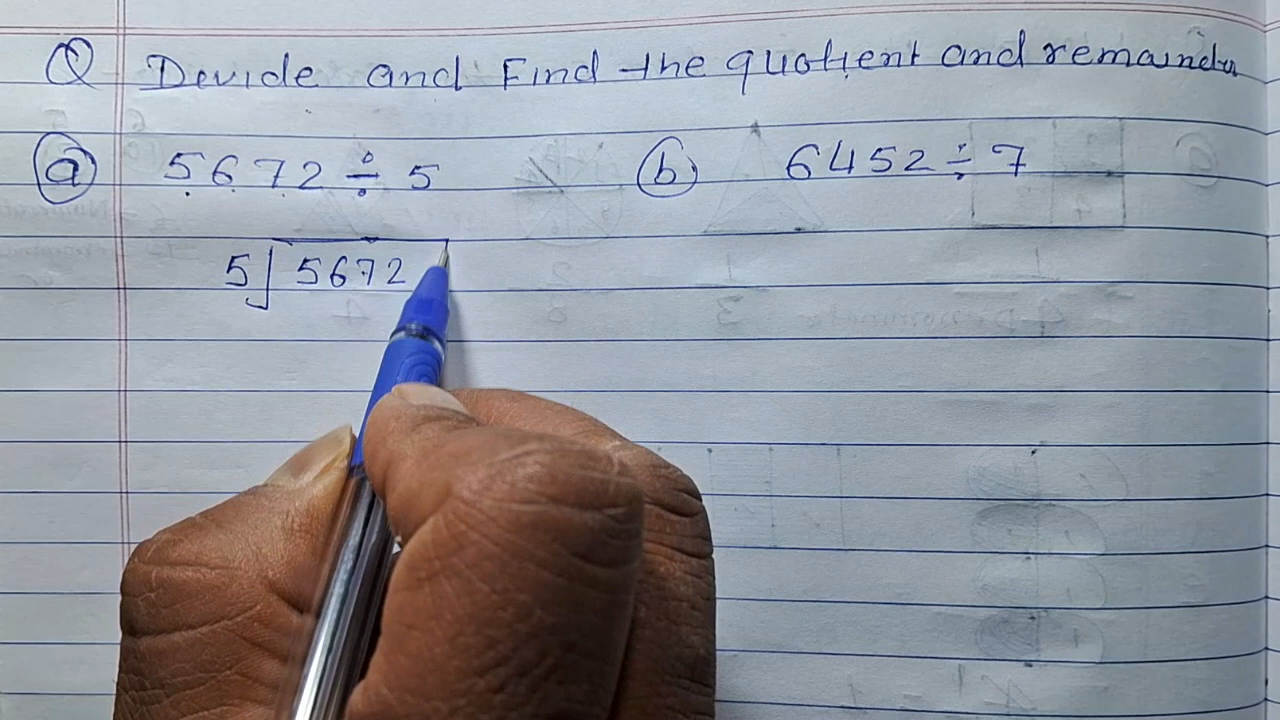 Q Devide and Find the quotient and remainder
a 5672 ÷ 5 b 6452 ÷ 7
5 5672